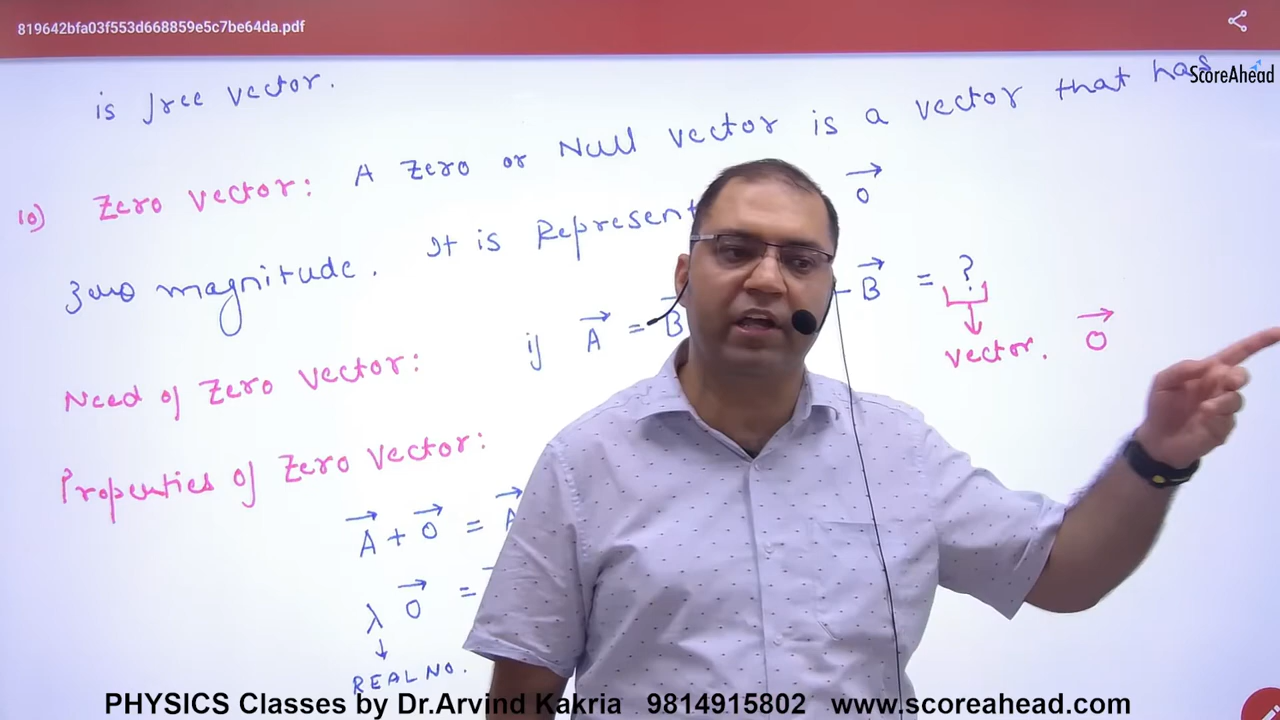 819642bfa03f553d668859e5c7be64da.pdf
ScoreAhead
is free vector.
10) Zero Vector: A Zero or Null vector is a vector that has
zero magnitude. It is Represent 0⃗
Need of Zero Vector: if A⃗ = B⃗ - B⃗ = ?
vector. 0⃗
Properties of Zero Vector:
A⃗ + 0⃗ = A⃗
λ 0⃗ =
REAL NO.
PHYSICS Classes by Dr.Arvind Kakria 9814915802 www.scoreahead.com